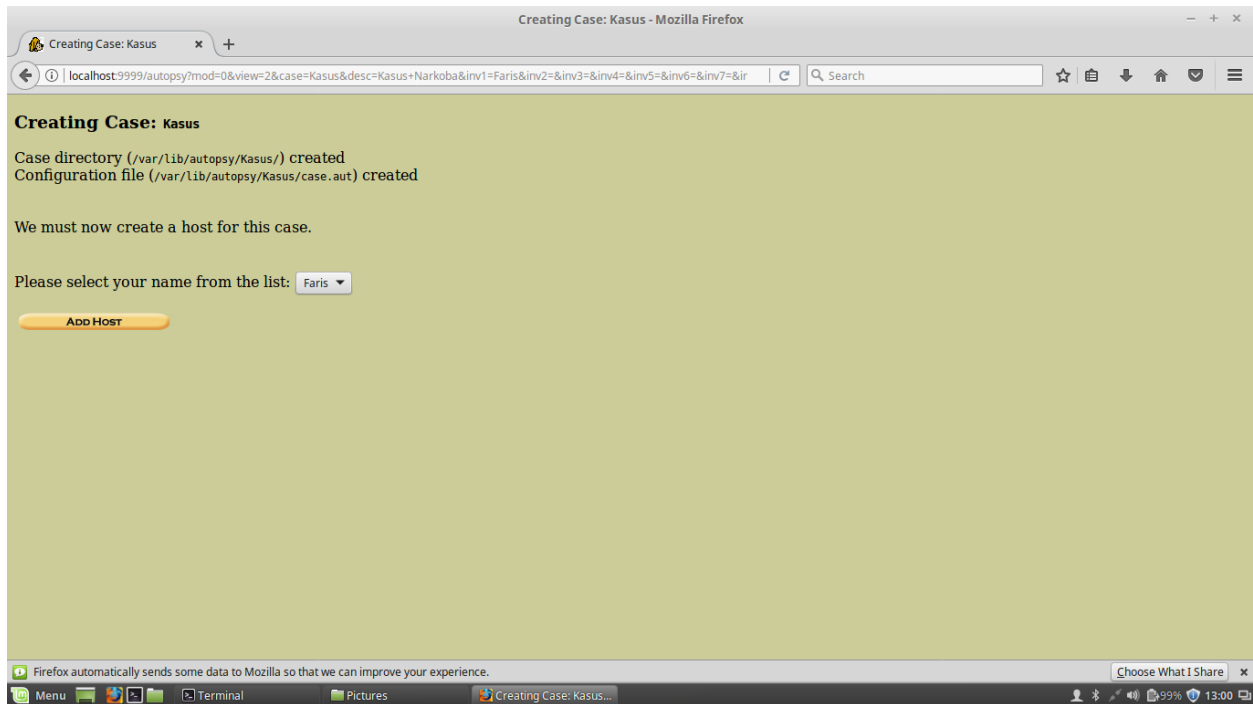 Creating Case: Kasus - Mozilla Firefox
Creating Case: Kasus
localhost:9999/autopsy?mod=0&view=2&case=Kasus&desc=Kasus+Narkoba&inv1=Faris&inv2=&inv3=&inv4=&inv5=&inv6=&inv7=&ir
Search
Creating Case: Kasus
Case directory (/var/lib/autopsy/Kasus/) created
Configuration file (/var/lib/autopsy/Kasus/case.aut) created
We must now create a host for this case.
Please select your name from the list: Faris
ADD HOST
Firefox automatically sends some data to Mozilla so that we can improve your experience.
Choose What I Share
Menu
Terminal
Pictures
Creating Case: Kasus...
99%
13:00